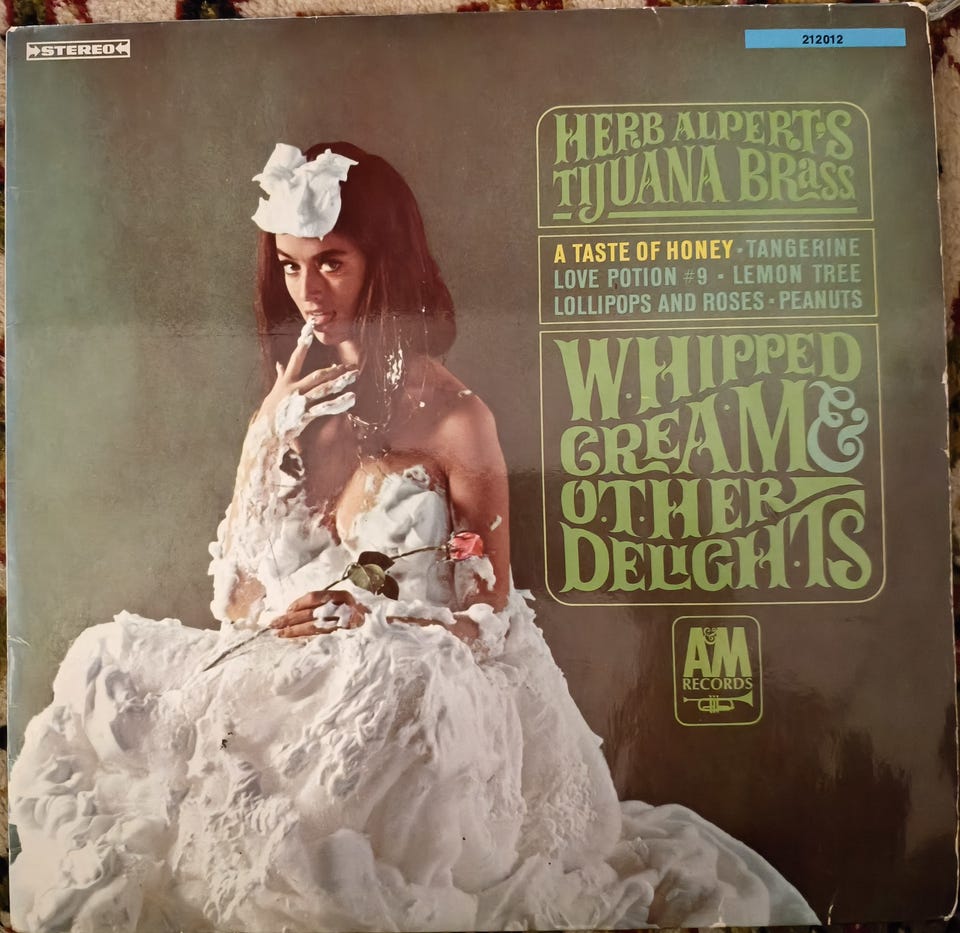 STEREO
212012
HERB ALPERT'S
TIJUANA BRASS
A TASTE OF HONEY · TANGERINE
LOVE POTION #9 · LEMON TREE
LOLLIPOPS AND ROSES · PEANUTS
WHIPPED
CREAM &
OTHER
DELIGHTS
A&M
RECORDS